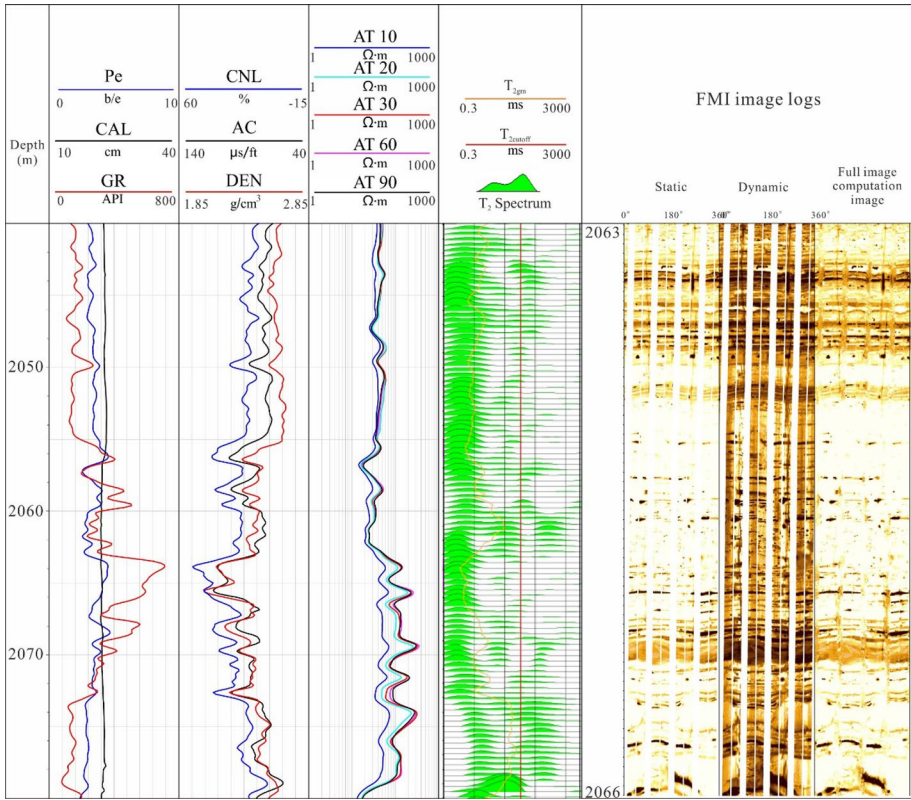 Depth
(m)
Pe
0 b/e 10
CAL
10 cm 40
GR
0 API 800
CNL
60 % -15
AC
140 μs/ft 40
DEN
1.85 g/cm³ 2.85
AT 10
1 Ω·m 1000
AT 20
1 Ω·m 1000
AT 30
1 Ω·m 1000
AT 60
1 Ω·m 1000
AT 90
1 Ω·m 1000
T2gm
0.3 ms 3000
T2cutoff
0.3 ms 3000
T2 Spectrum
FMI image logs
Static
Dynamic
Full image
computation
image
0° 180° 360° 180° 360°
2063
2050
2060
2070
2066